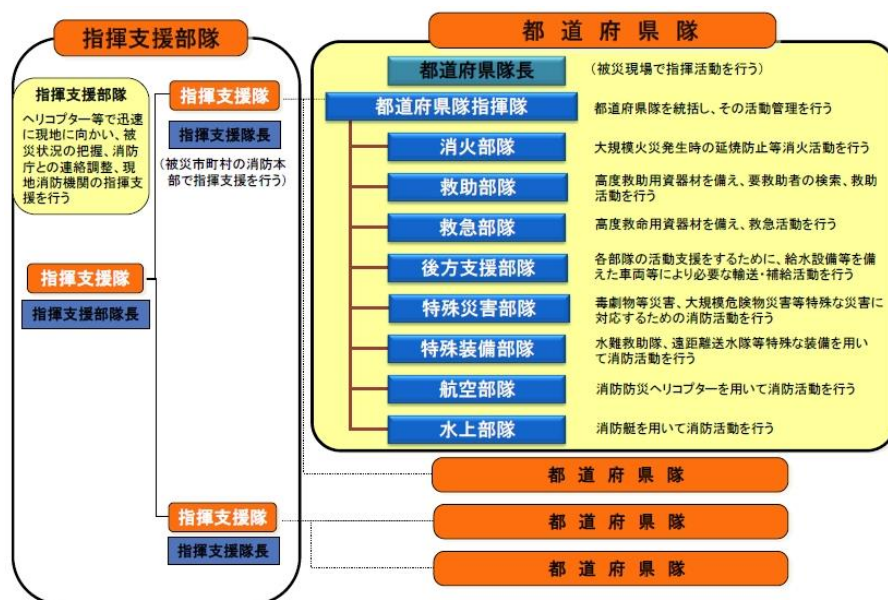 指揮支援部隊
指揮支援部隊
ヘリコプター等で迅速
に現地に向かい、被
災状況の把握、消防
庁との連絡調整、現
地消防機関の指揮支
援を行う
指揮支援隊
指揮支援隊長
(被災市町村の消防本
部で指揮支援を行う)
指揮支援隊
指揮支援部隊長
指揮支援隊
指揮支援隊長
都道府県隊
都道府県隊長
(被災現場で指揮活動を行う)
都道府県隊指揮隊
都道府県隊を統括し、その活動管理を行う
消火部隊
大規模火災発生時の延焼防止等消火活動を行う
救助部隊
高度救助用資器材を備え、要救助者の検索、救助
活動を行う
救急部隊
高度救命用資器材を備え、救急活動を行う
後方支援部隊
各部隊の活動支援をするために、給水設備等を備
えた車両等により必要な輸送・補給活動を行う
特殊災害部隊
毒劇物等災害、大規模危険物災害等特殊な災害に
対応するための消防活動を行う
特殊装備部隊
水難救助隊、遠距離送水隊等特殊な装備を用い
て消防活動を行う
航空部隊
消防防災ヘリコプターを用いて消防活動を行う
水上部隊
消防艇を用いて消防活動を行う
都道府県隊
都道府県隊
都道府県隊